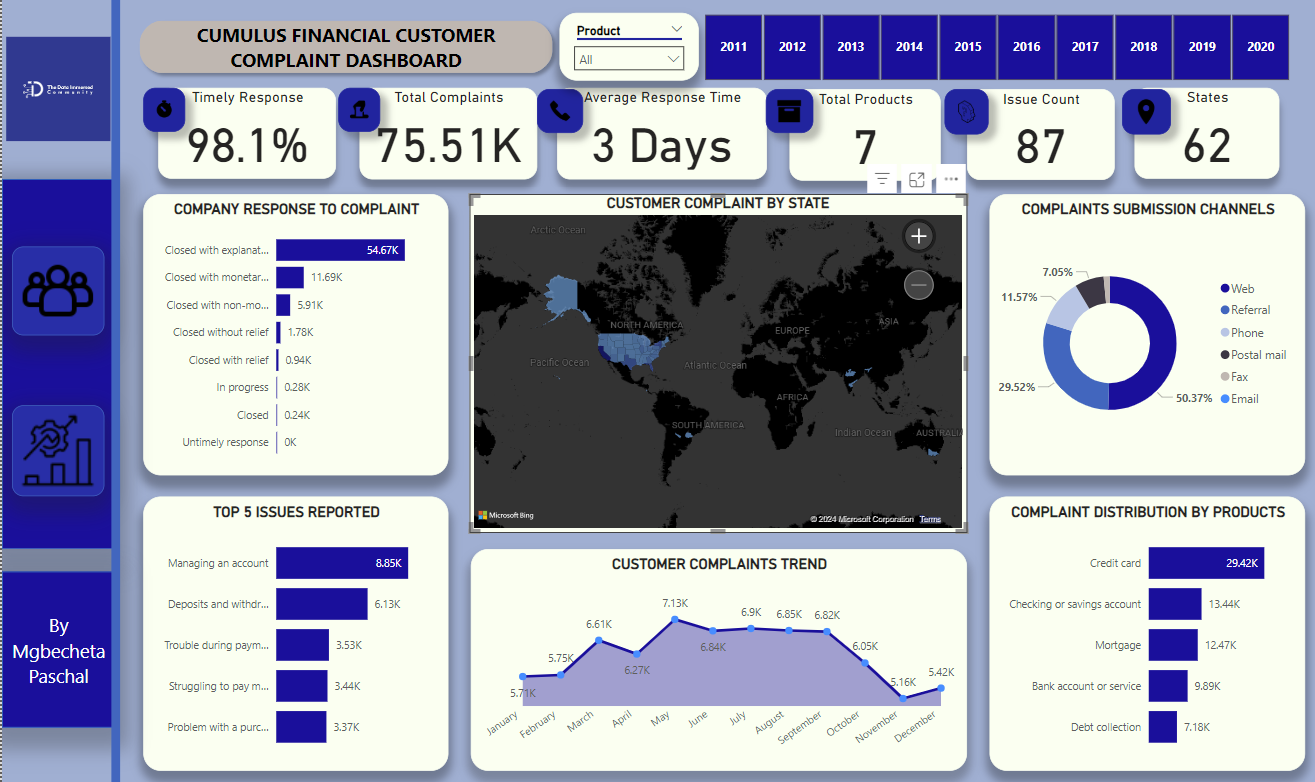 CUMULUS FINANCIAL CUSTOMER
COMPLAINT DASHBOARD
Product
All
2011
2012
2013
2014
2015
2016
2017
2018
2019
2020
The Data Immersed
Community
Timely Response
98.1%
Total Complaints
75.51K
Average Response Time
3 Days
Total Products
7
Issue Count
87
States
62
COMPANY RESPONSE TO COMPLAINT
Closed with explanat... 54.67K
Closed with monetar... 11.69K
Closed with non-mo... 5.91K
Closed without relief 1.78K
Closed with relief 0.94K
In progress 0.28K
Closed 0.24K
Untimely response 0K
CUSTOMER COMPLAINT BY STATE
Arctic Ocean
NORTH AMERICA
EUROPE
ASIA
Pacific Ocean
Atlantic Ocean
AFRICA
SOUTH AMERICA
Indian Ocean
AUSTRALIA
Microsoft Bing
© 2024 Microsoft Corporation Terms
COMPLAINTS SUBMISSION CHANNELS
7.05%
11.57%
29.52%
50.37%
Web
Referral
Phone
Postal mail
Fax
Email
TOP 5 ISSUES REPORTED
Managing an account 8.85K
Deposits and withdr... 6.13K
Trouble during paym... 3.53K
Struggling to pay m... 3.44K
Problem with a purc... 3.37K
CUSTOMER COMPLAINTS TREND
5.71K
5.75K
6.61K
6.27K
7.13K
6.84K
6.9K
6.85K
6.82K
6.05K
5.16K
5.42K
January
February
March
April
May
June
July
August
September
October
November
December
COMPLAINT DISTRIBUTION BY PRODUCTS
Credit card 29.42K
Checking or savings account 13.44K
Mortgage 12.47K
Bank account or service 9.89K
Debt collection 7.18K
By
Mgbecheta
Paschal